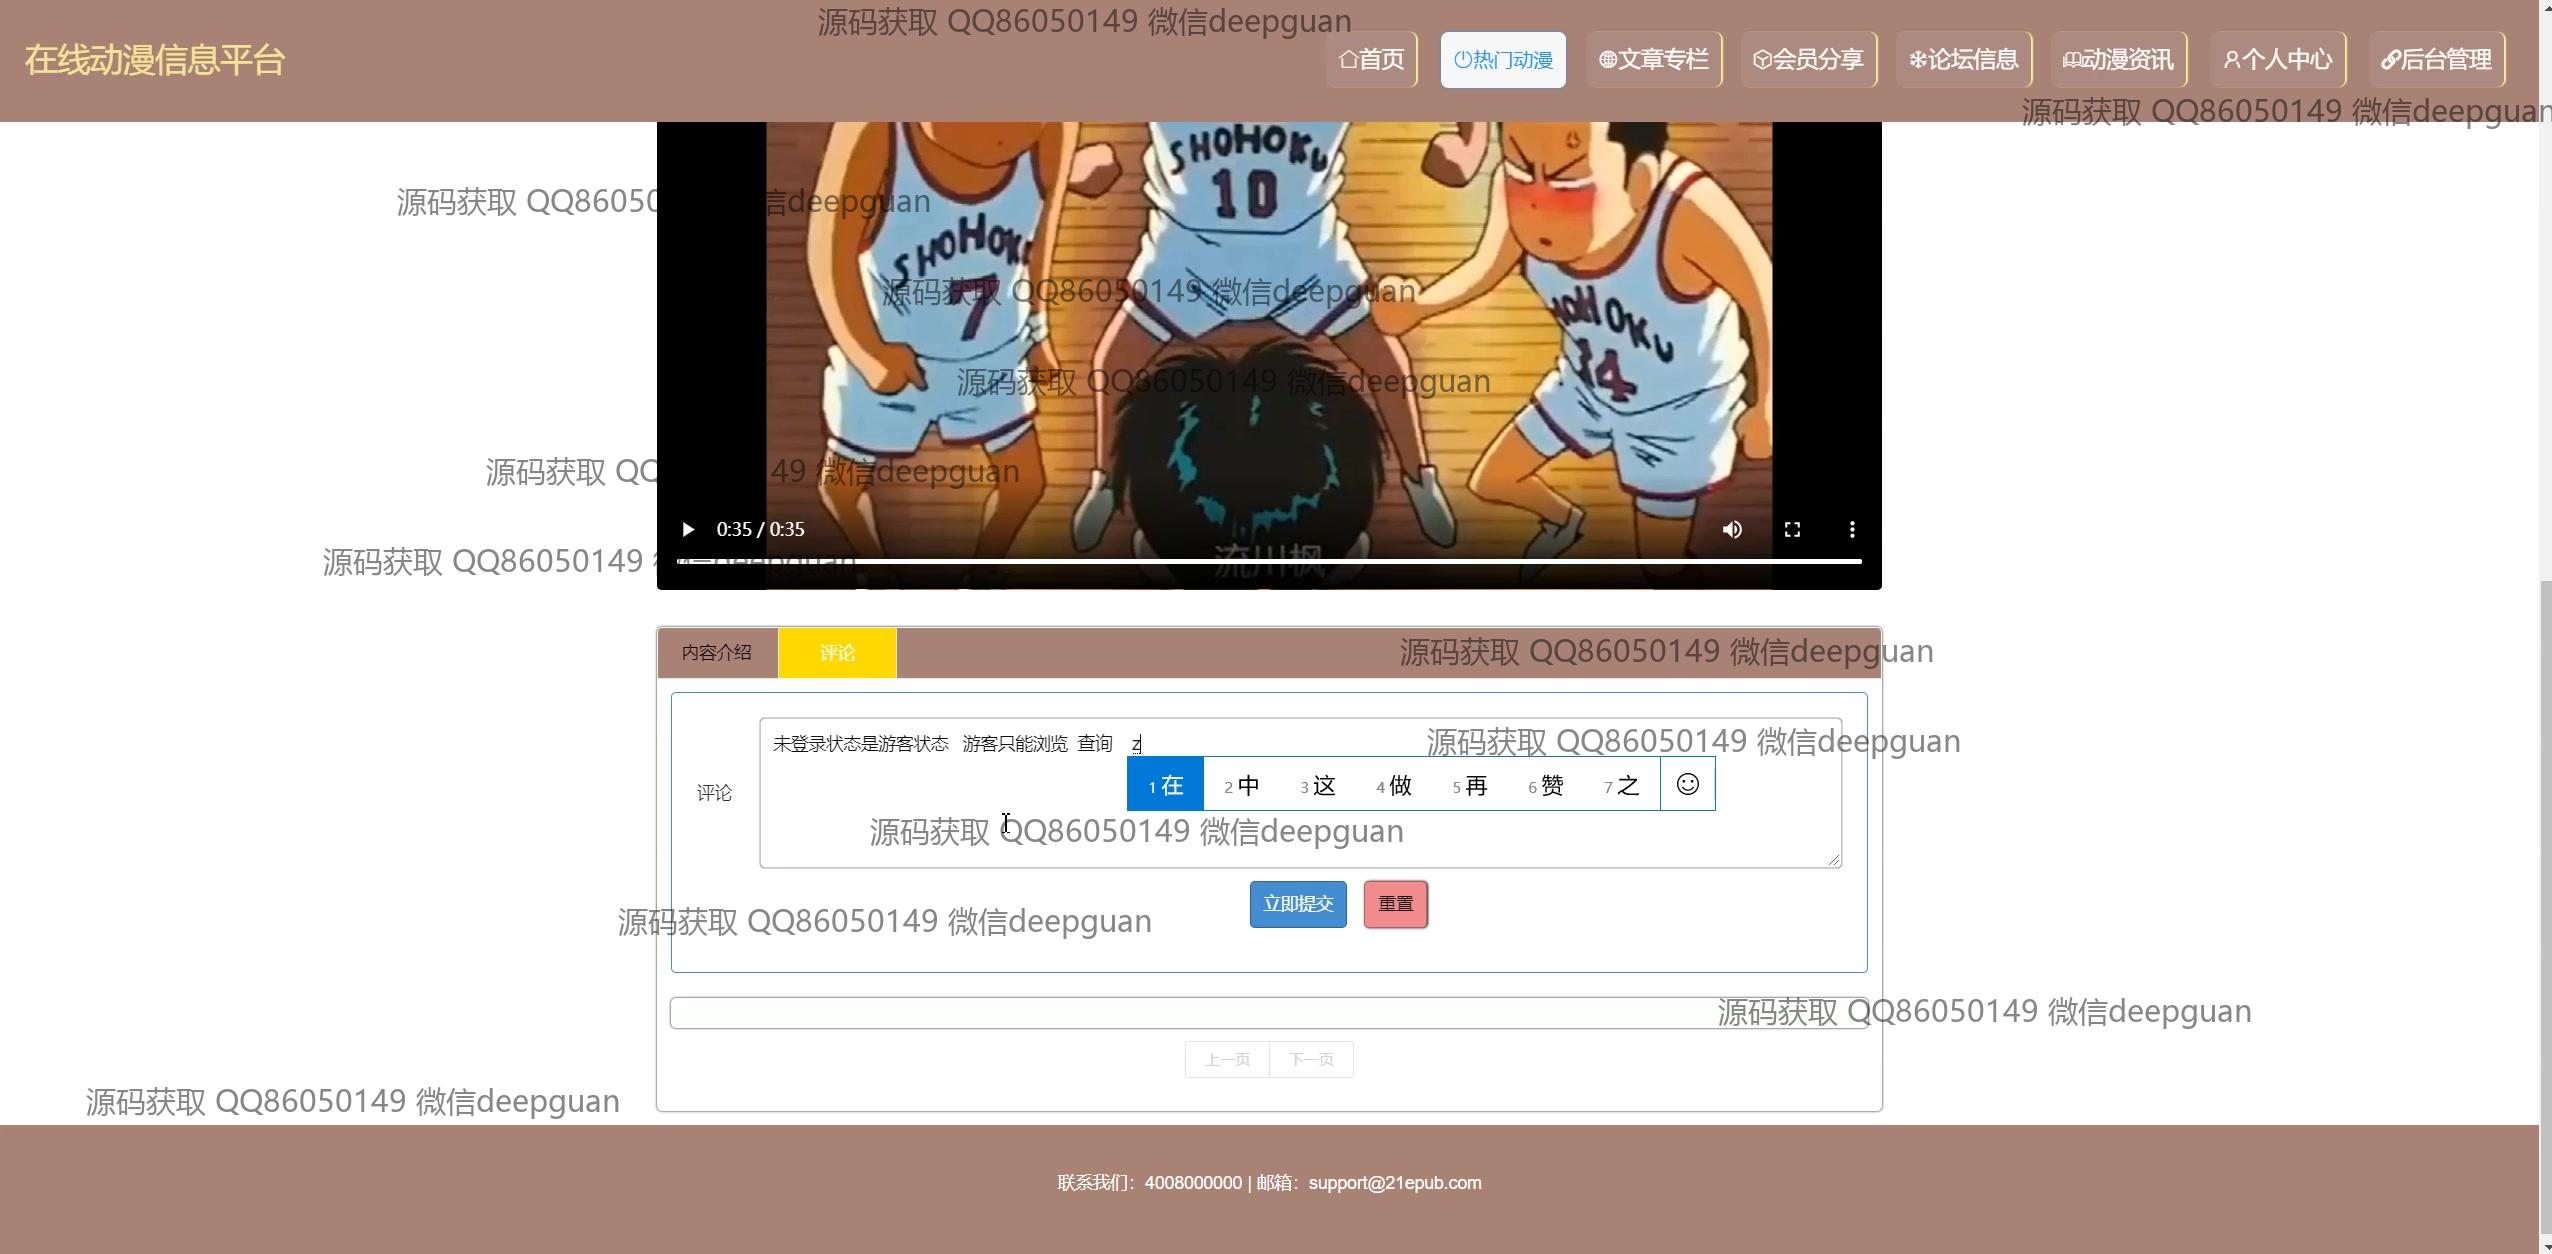 源码获取 QQ86050149 微信deepguan
在线动漫信息平台
首页 热门动漫 文章专栏 会员分享 论坛信息 动漫资讯 个人中心 后台管理
源码获取 QQ86050149 微信deepguan
SHOHOKU
10
源码获取 QQ86050 信deepguan
SHOHOKU
7
源码获取 QQ86050149 微信deepguan
SHOHOKU
14
源码获取 QQ86050149 微信deepguan
源码获取 QQ 49 微信deepguan
0:35 / 0:35
流川枫
源码获取 QQ86050149 微信deepguan
内容介绍 评论
源码获取 QQ86050149 微信deepguan
未登录状态是游客状态 游客只能浏览 查询 z
源码获取 QQ86050149 微信deepguan
1 在 2 中 3 这 4 做 5 再 6 赞 7 之
评论
源码获取 QQ86050149 微信deepguan
立即提交 重置
源码获取 QQ86050149 微信deepguan
源码获取 QQ86050149 微信deepguan
上一页 下一页
源码获取 QQ86050149 微信deepguan
联系我们：4008000000 | 邮箱：support@21epub.com